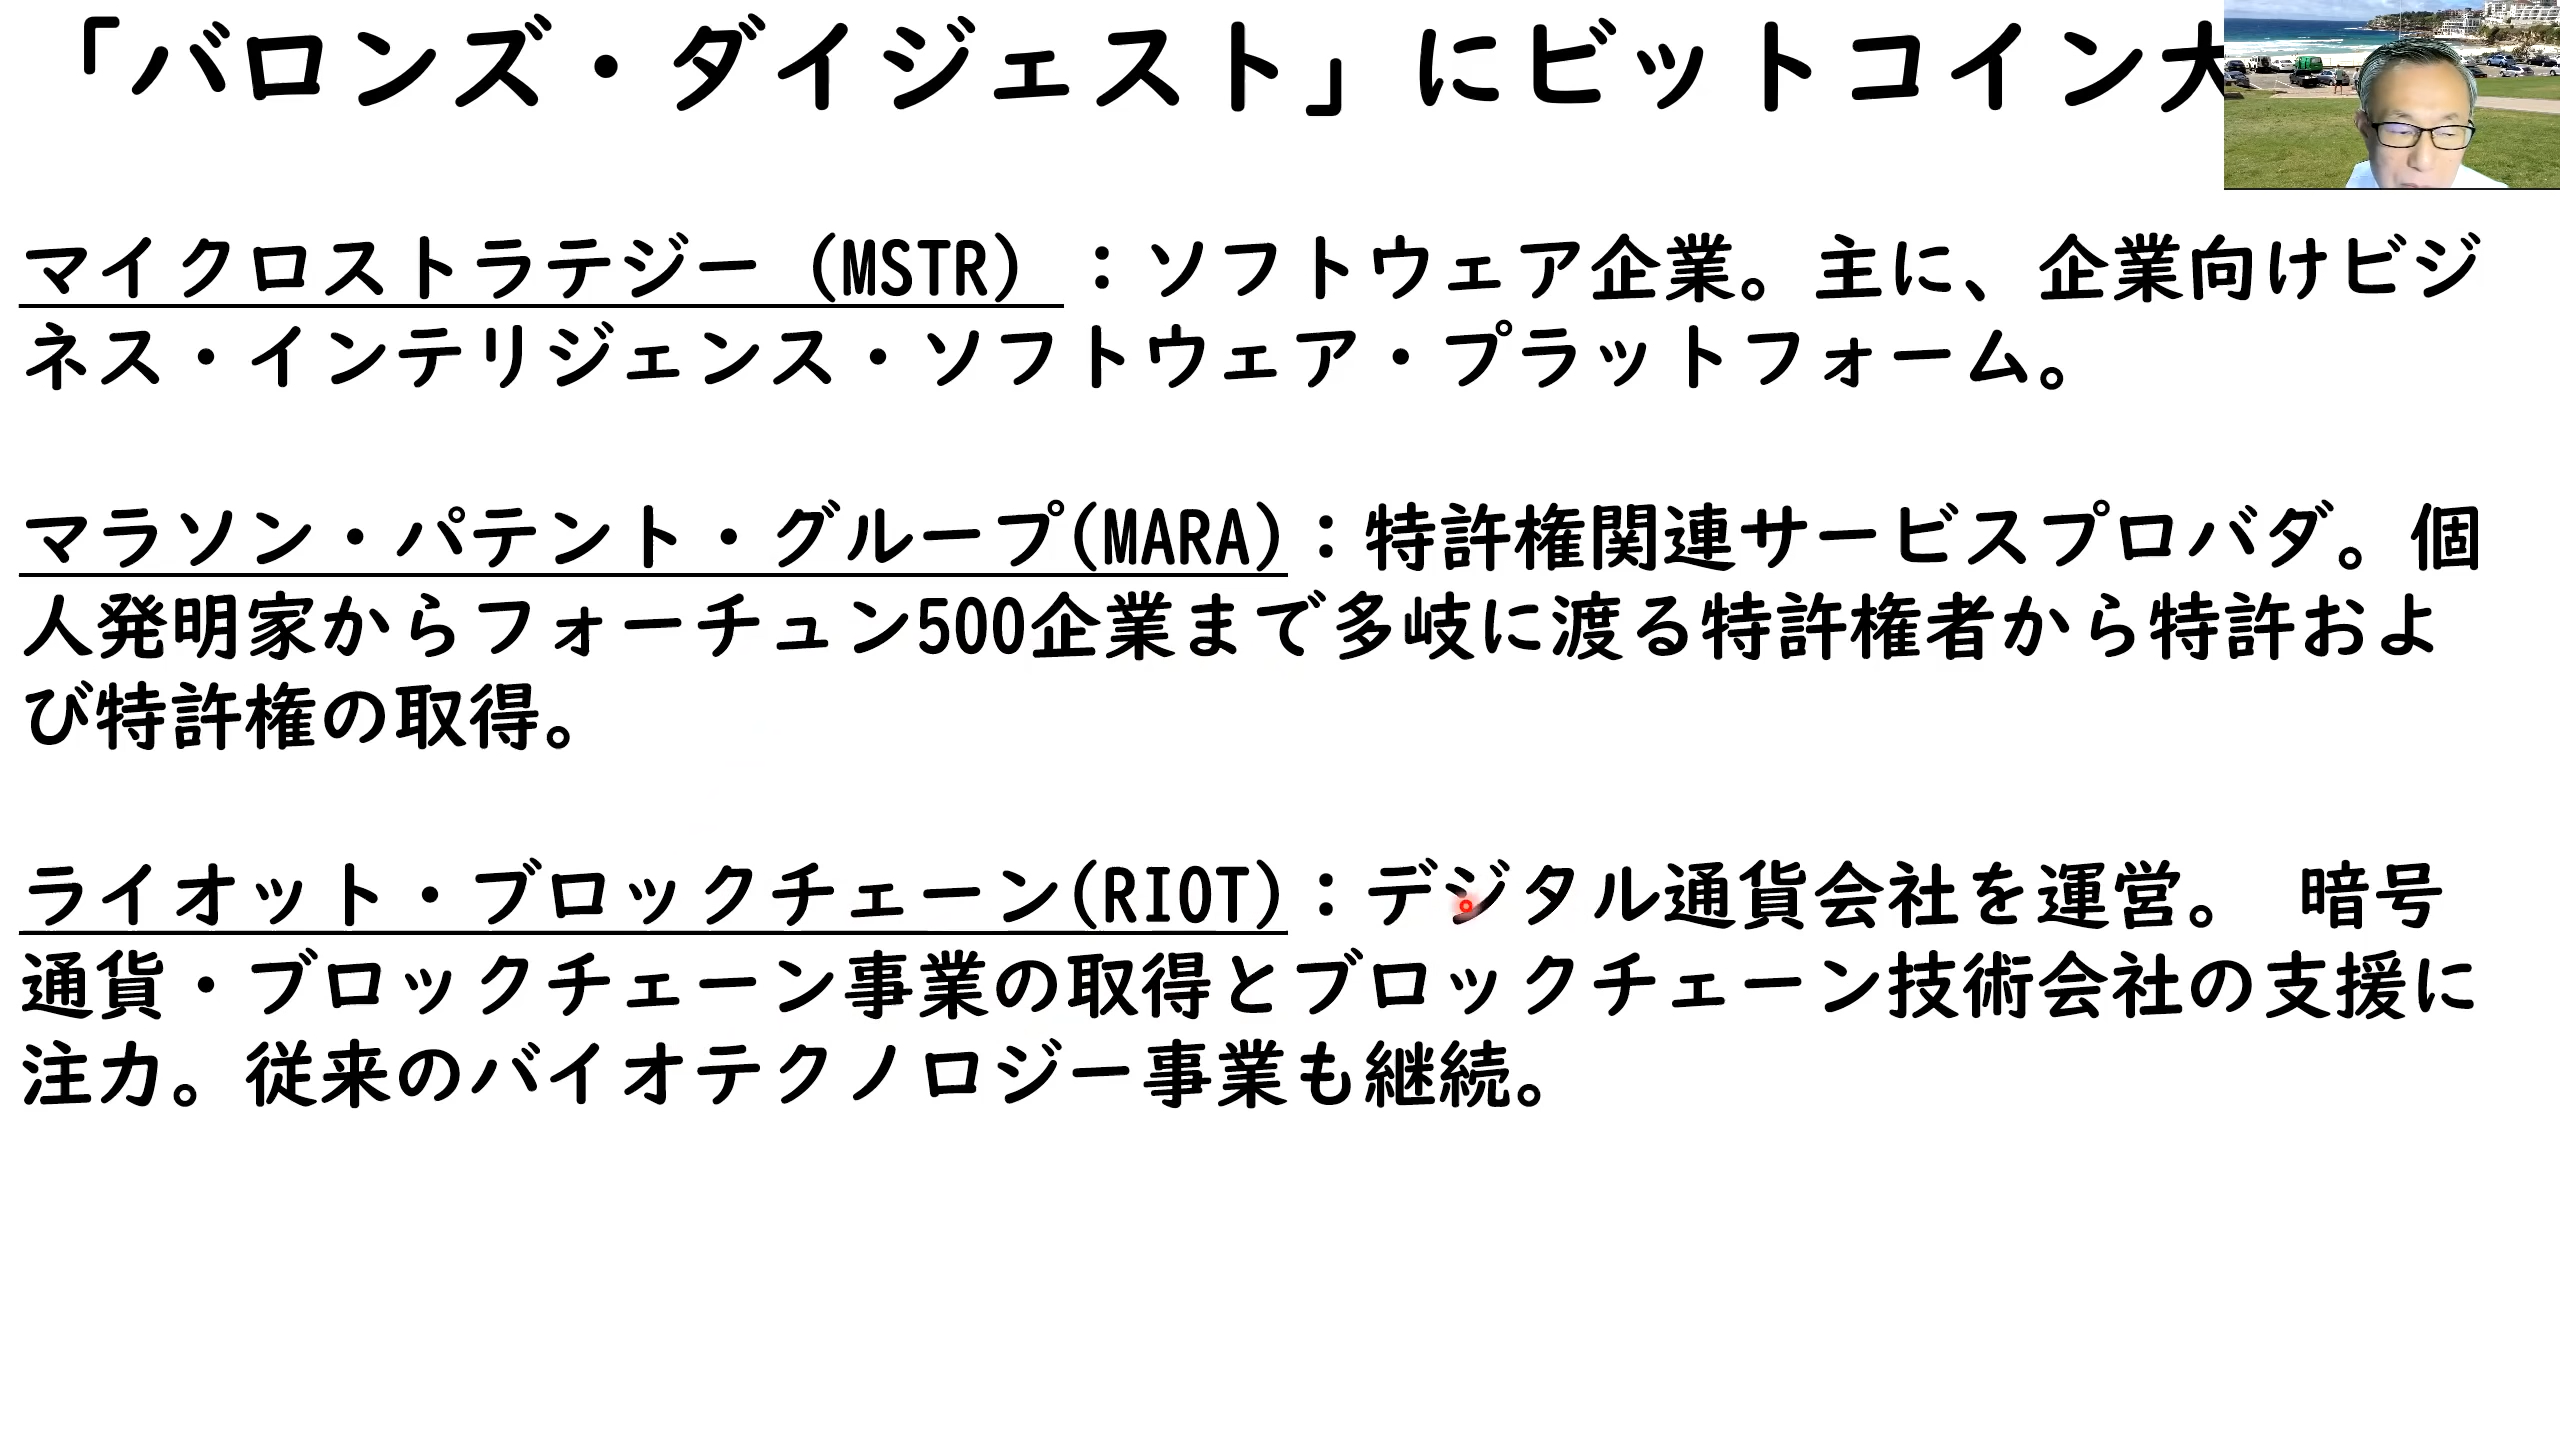 「バロンズ・ダイジェスト」にビットコイン大
マイクロストラテジー（MSTR）：ソフトウェア企業。主に、企業向けビジ
ネス・インテリジェンス・ソフトウェア・プラットフォーム。
マラソン・パテント・グループ(MARA)：特許権関連サービスプロバダ。個
人発明家からフォーチュン500企業まで多岐に渡る特許権者から特許およ
び特許権の取得。
ライオット・ブロックチェーン(RIOT)：デジタル通貨会社を運営。 暗号
通貨・ブロックチェーン事業の取得とブロックチェーン技術会社の支援に
注力。従来のバイオテクノロジー事業も継続。